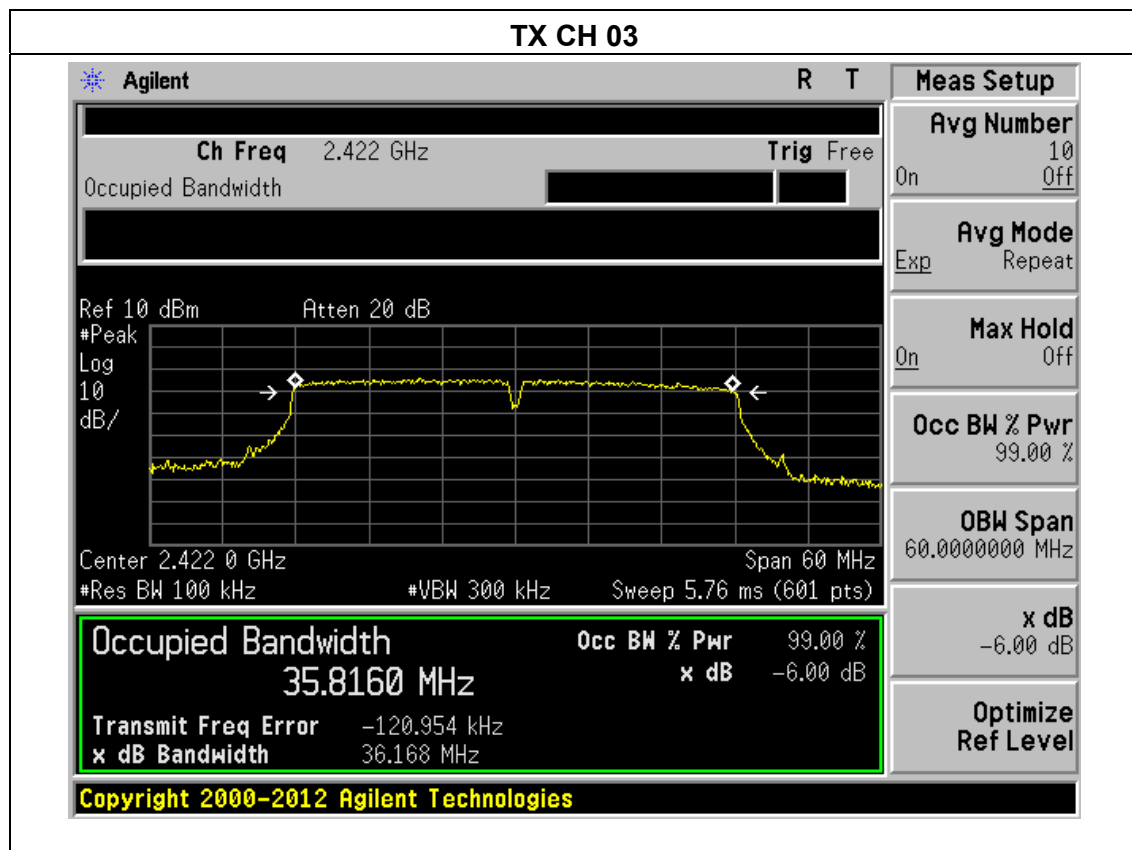 TX CH 03
Agilent R T
Meas Setup
Ch Freq 2.422 GHz Trig Free
Occupied Bandwidth
Ref 10 dBm Atten 20 dB
#Peak
Log
10
dB/
Center 2.422 0 GHz Span 60 MHz
#Res BW 100 kHz #VBW 300 kHz Sweep 5.76 ms (601 pts)
Occupied Bandwidth Occ BW % Pwr 99.00 %
35.8160 MHz x dB -6.00 dB
Transmit Freq Error -120.954 kHz
x dB Bandwidth 36.168 MHz
Avg Number
10
On Off
Avg Mode
Exp Repeat
Max Hold
On Off
Occ BW % Pwr
99.00 %
OBW Span
60.0000000 MHz
x dB
-6.00 dB
Optimize
Ref Level
Copyright 2000-2012 Agilent Technologies